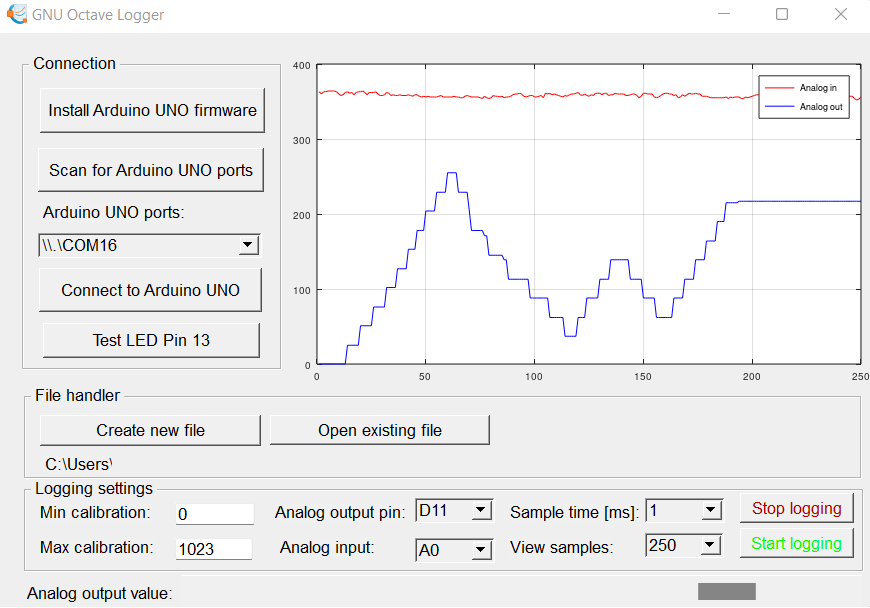 GNU Octave Logger
Connection
Install Arduino UNO firmware
Scan for Arduino UNO ports
Arduino UNO ports:
\\.\COM16
Connect to Arduino UNO
Test LED Pin 13
400
300
200
100
0
0 50 100 150 200 250
Analog in
Analog out
File handler
Create new file Open existing file
C:\Users\
Logging settings
Min calibration: 0 Analog output pin: D11 Sample time [ms]: 1 Stop logging
Max calibration: 1023 Analog input: A0 View samples: 250 Start logging
Analog output value: